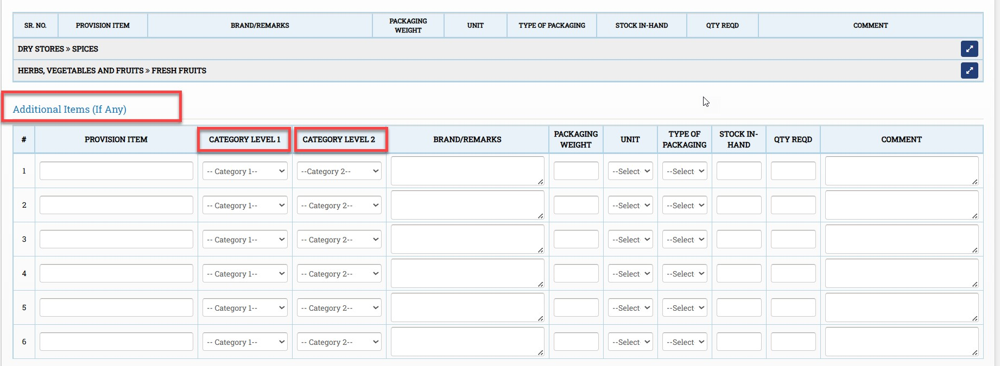 SR. NO. PROVISION ITEM BRAND/REMARKS PACKAGING WEIGHT UNIT TYPE OF PACKAGING STOCK IN-HAND QTY REQD COMMENT
DRY STORES » SPICES
HERBS, VEGETABLES AND FRUITS » FRESH FRUITS
Additional Items (If Any)
# PROVISION ITEM CATEGORY LEVEL 1 CATEGORY LEVEL 2 BRAND/REMARKS PACKAGING WEIGHT UNIT TYPE OF PACKAGING STOCK IN-HAND QTY REQD COMMENT
1 -- Category 1-- --Category 2-- --Select --Select
2 -- Category 1-- -- Category 2-- --Select --Select
3 -- Category 1-- -- Category 2-- --Select --Select
4 -- Category 1-- -- Category 2-- --Select --Select
5 -- Category 1-- -- Category 2-- --Select --Select
6 -- Category 1-- -- Category 2-- --Select --Select